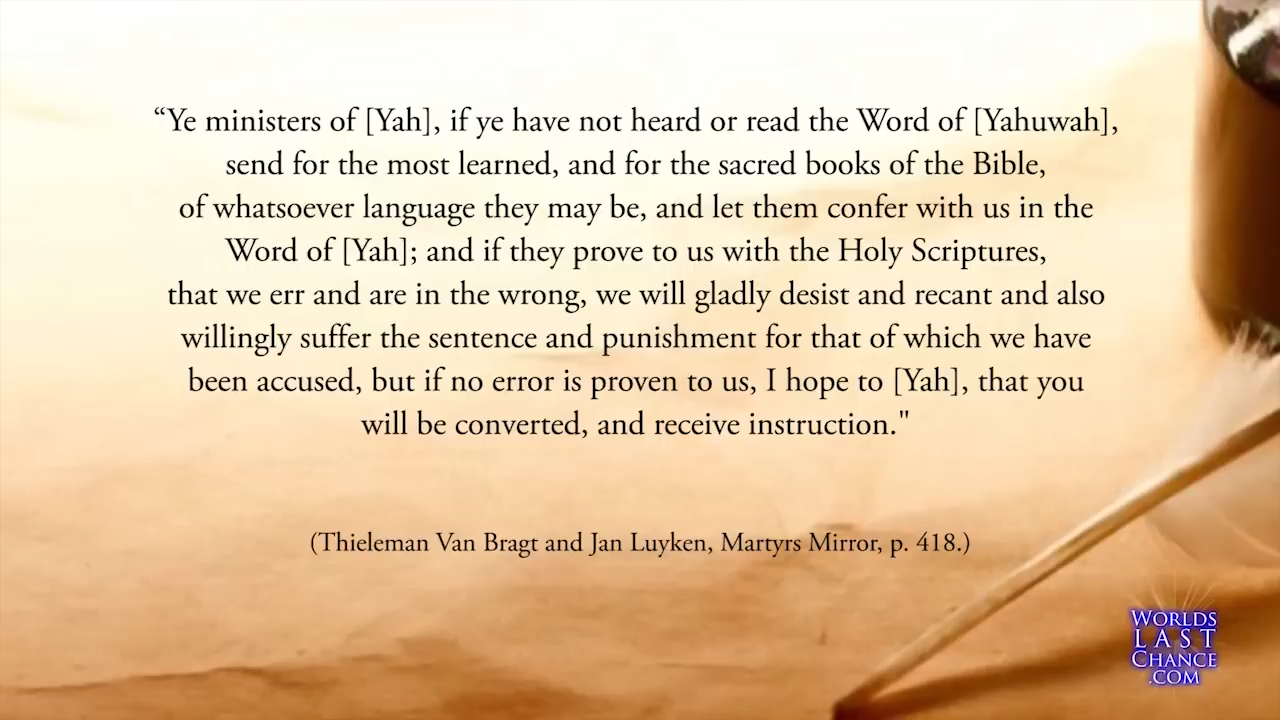 “Ye ministers of [Yah], if ye have not heard or read the Word of [Yahuwah],
send for the most learned, and for the sacred books of the Bible,
of whatsoever language they may be, and let them confer with us in the
Word of [Yah]; and if they prove to us with the Holy Scriptures,
that we err and are in the wrong, we will gladly desist and recant and also
willingly suffer the sentence and punishment for that of which we have
been accused, but if no error is proven to us, I hope to [Yah], that you
will be converted, and receive instruction."
(Thieleman Van Bragt and Jan Luyken, Martyrs Mirror, p. 418.)
WORLDS
LAST
CHANCE
.COM